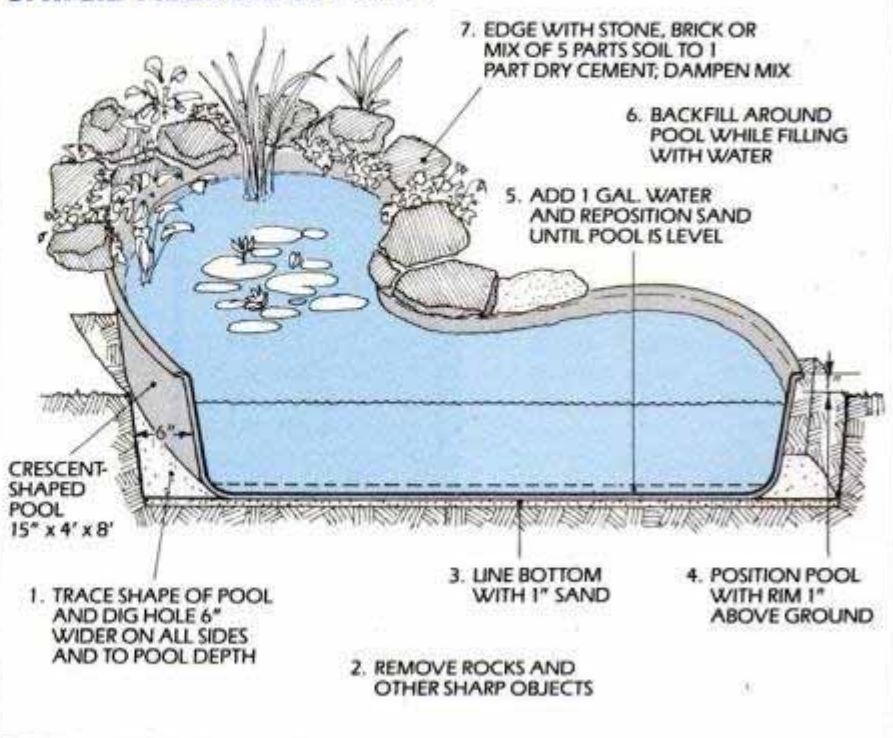 7. EDGE WITH STONE, BRICK OR
MIX OF 5 PARTS SOIL TO 1
PART DRY CEMENT; DAMPEN MIX
6. BACKFILL AROUND
POOL WHILE FILLING
WITH WATER
5. ADD 1 GAL. WATER
AND REPOSITION SAND
UNTIL POOL IS LEVEL
6"
CRESCENT-
SHAPED
POOL
15" x 4' x 8'
1. TRACE SHAPE OF POOL
AND DIG HOLE 6"
WIDER ON ALL SIDES
AND TO POOL DEPTH
3. LINE BOTTOM
WITH 1" SAND
4. POSITION POOL
WITH RIM 1"
ABOVE GROUND
2. REMOVE ROCKS AND
OTHER SHARP OBJECTS